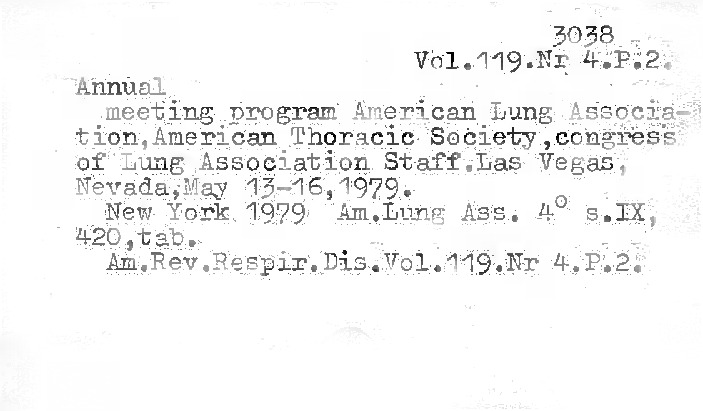 3038
Vol.119.Nr 4.P.2.
Annual
meeting program American Lung Associa-
tion,American Thoracic Society,congress
of Lung Association Staff.Las Vegas,
Nevada,May 13-16,1979.
New York 1979 Am.Lung Ass. 4° s.IX,
420,tab.
Am.Rev.Respir.Dis.Vol.119.Nr 4.P.2.